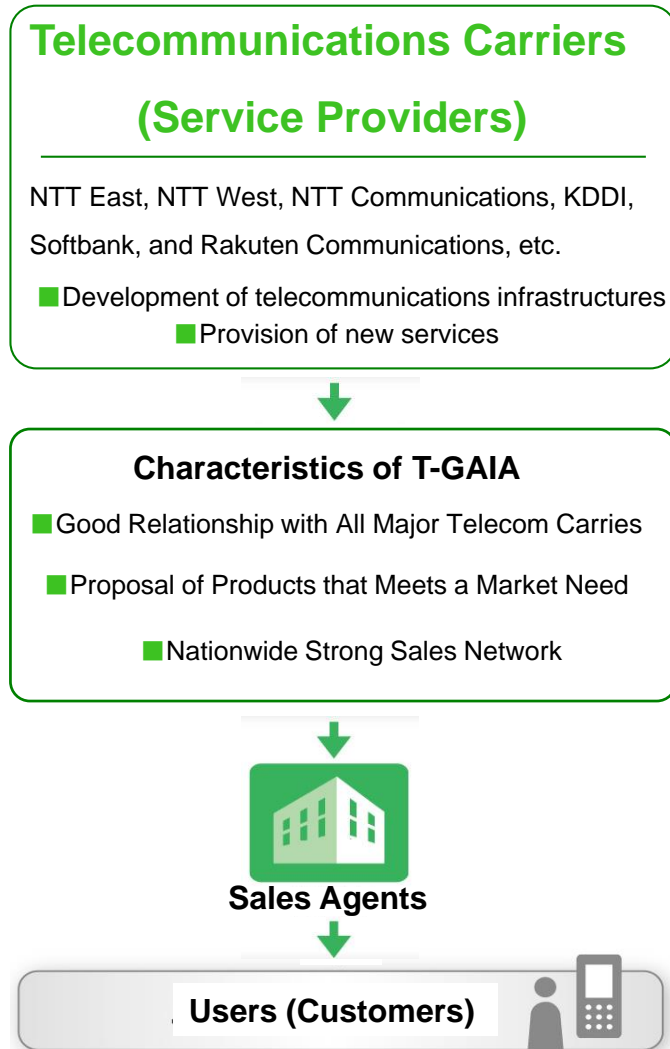 Telecommunications Carriers
(Service Providers)
NTT East, NTT West, NTT Communications, KDDI,
Softbank, and Rakuten Communications, etc.
■Development of telecommunications infrastructures
■Provision of new services
Characteristics of T-GAIA
■Good Relationship with All Major Telecom Carries
■Proposal of Products that Meets a Market Need
■Nationwide Strong Sales Network
Sales Agents
Users (Customers)